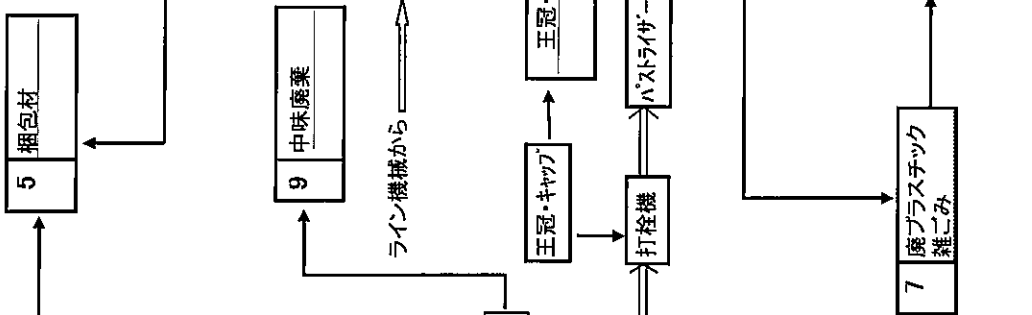 5 梱包材
9 中味廃棄
ライン機械から
王冠・キャップ
王冠・
打栓機
パストライザー
7 廃プラスチック
雑ごみ